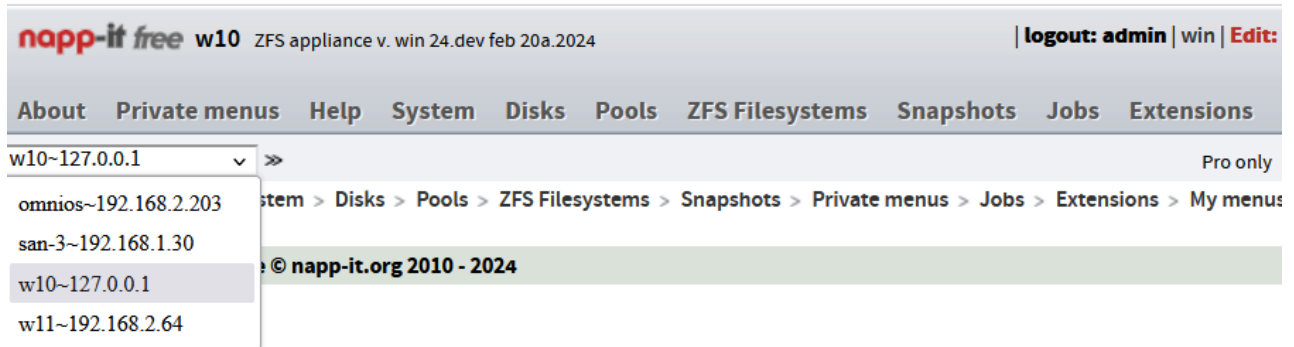 napp-it free w10 ZFS appliance v. win 24.dev feb 20a.2024 | logout: admin | win | Edit:
About Private menus Help System Disks Pools ZFS Filesystems Snapshots Jobs Extensions
w10~127.0.0.1 » Pro only
omnios~192.168.2.203
stem > Disks > Pools > ZFS Filesystems > Snapshots > Private menus > Jobs > Extensions > My menus
san-3~192.168.1.30
© napp-it.org 2010 - 2024
w10~127.0.0.1
w11~192.168.2.64